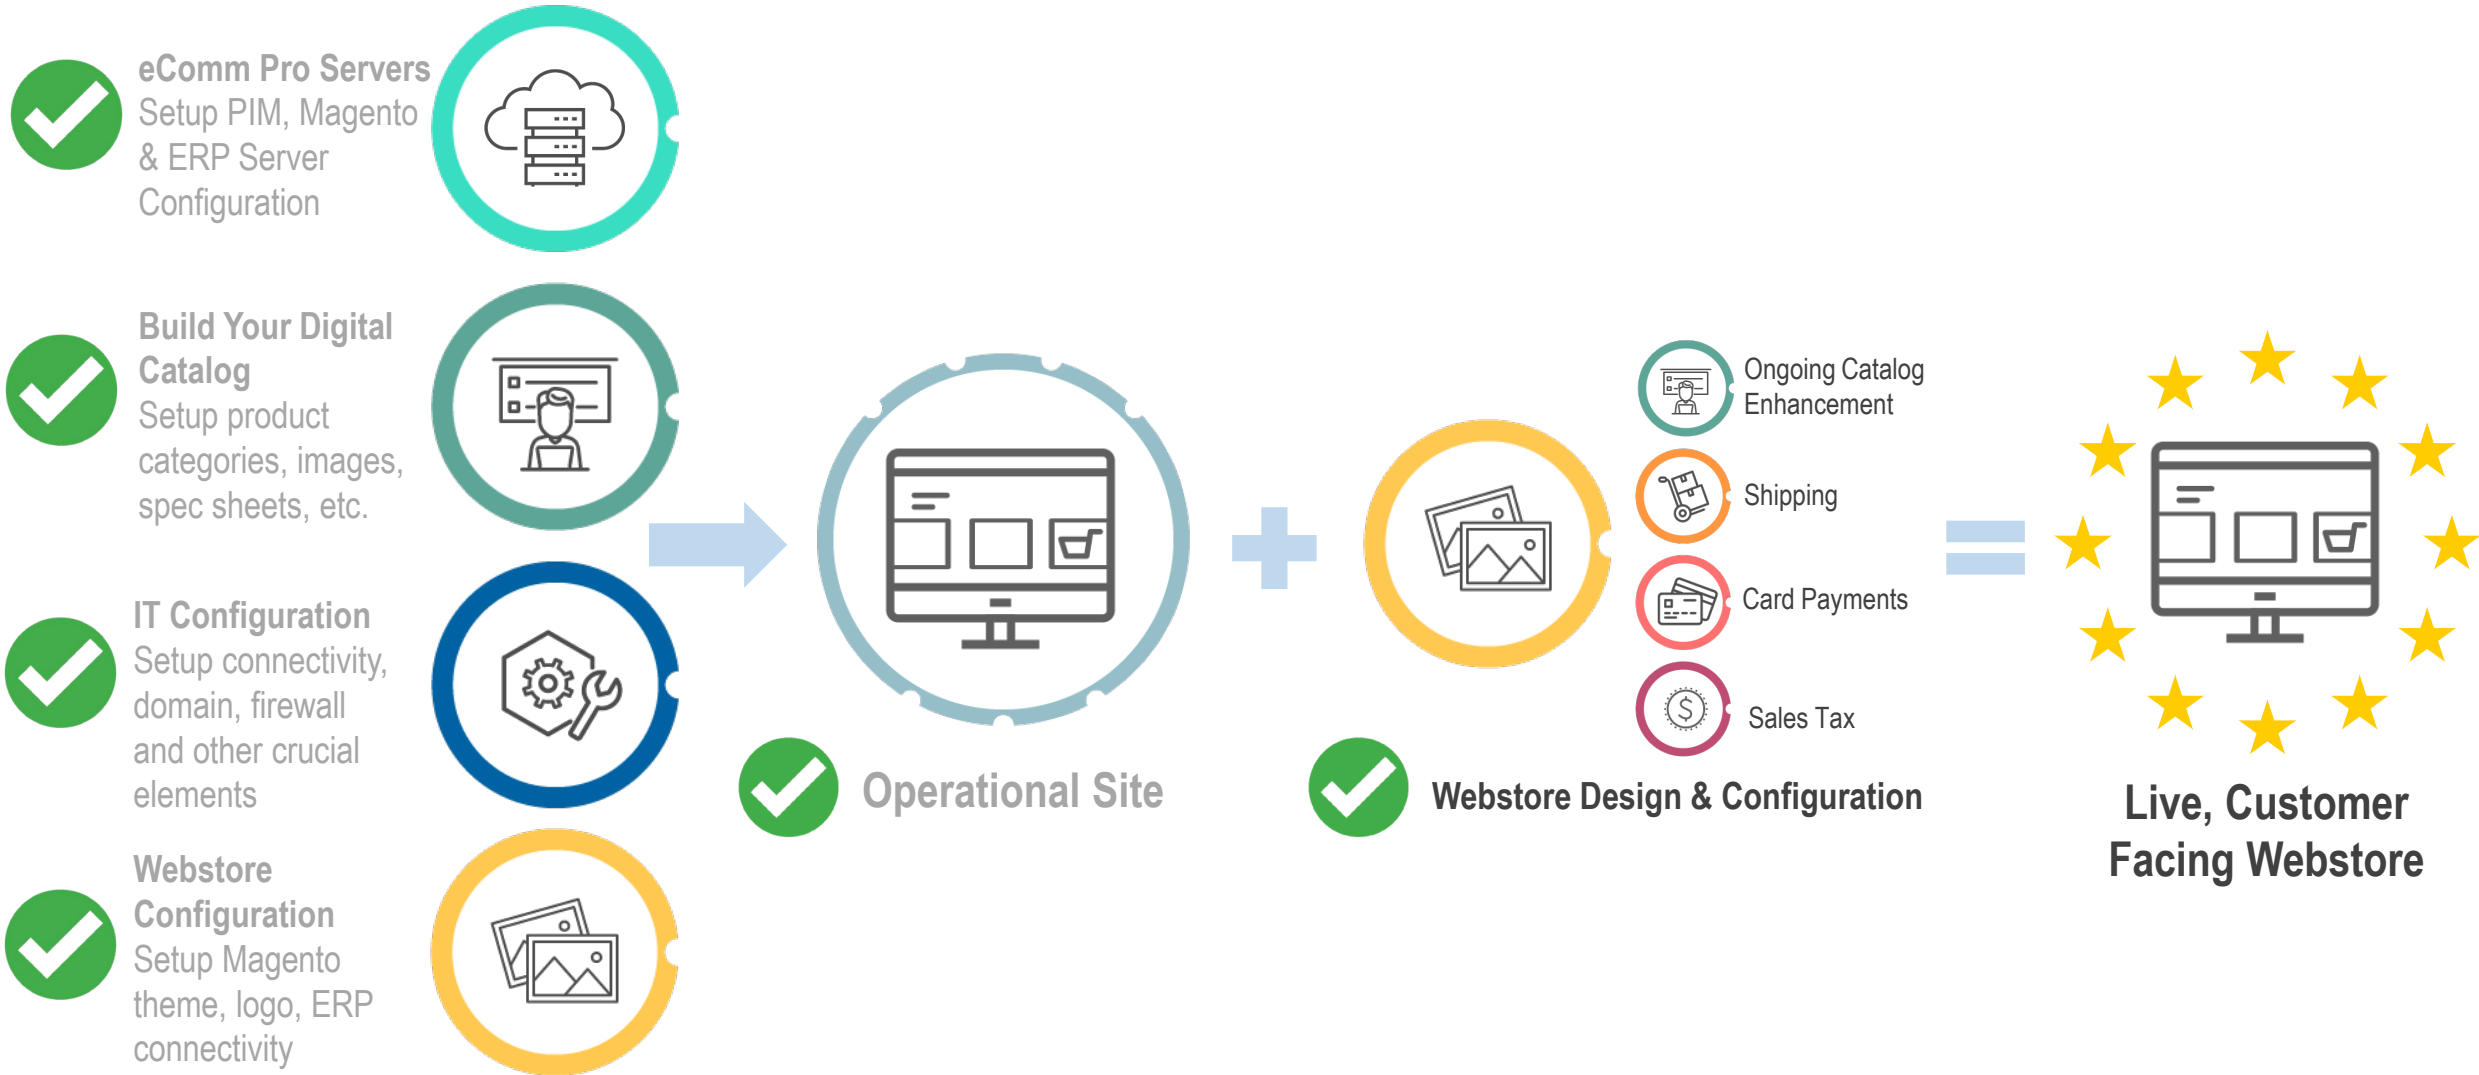 eComm Pro Servers
Setup PIM, Magento
& ERP Server
Configuration
Build Your Digital
Catalog
Setup product
categories, images,
spec sheets, etc.
IT Configuration
Setup connectivity,
domain, firewall
and other crucial
elements
Webstore
Configuration
Setup Magento
theme, logo, ERP
connectivity
Operational Site
Ongoing Catalog
Enhancement
Shipping
Card Payments
$
Sales Tax
Webstore Design & Configuration
Live, Customer
Facing Webstore